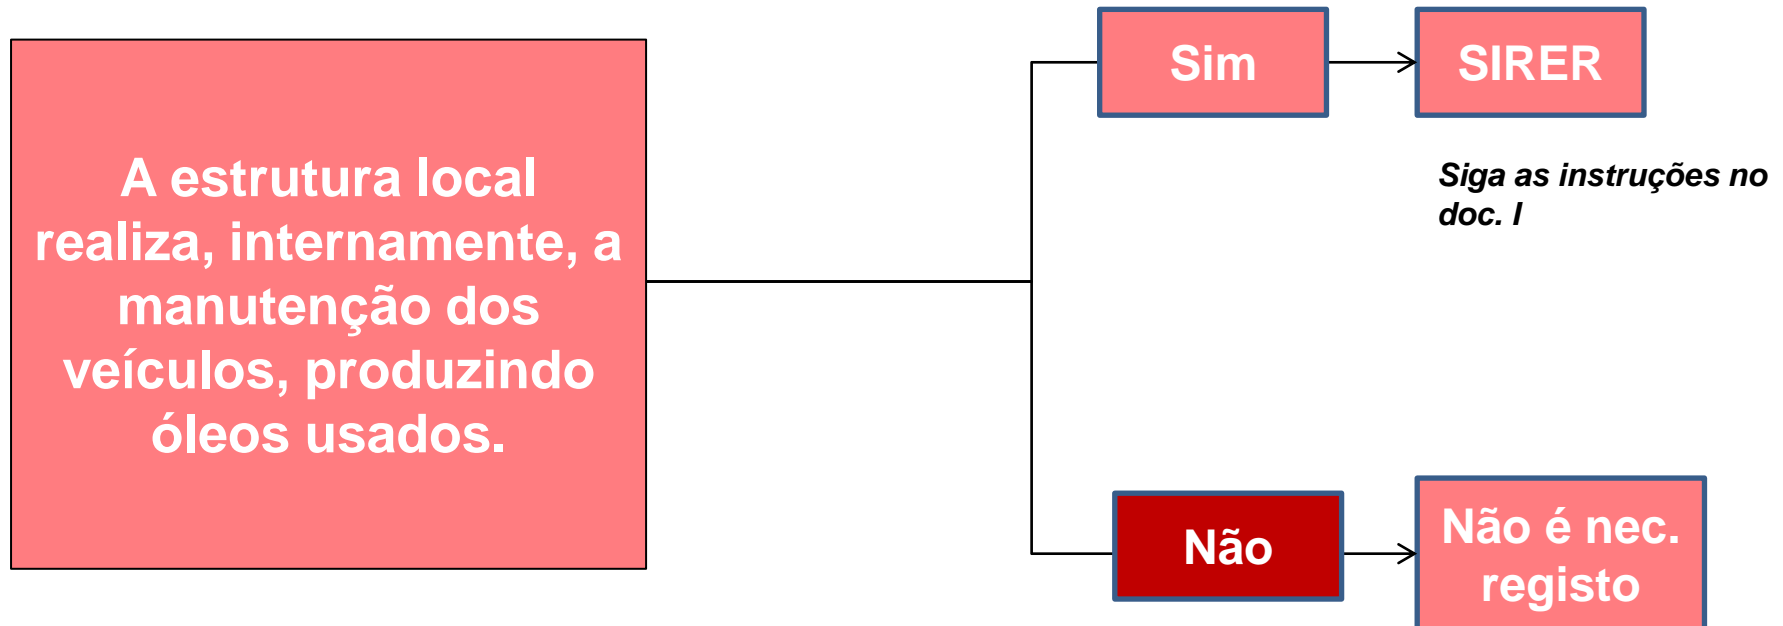 A estrutura local
realiza, internamente, a
manutenção dos
veículos, produzindo
óleos usados.
Sim
SIRER
Siga as instruções no
doc. I
Não
Não é nec.
registo